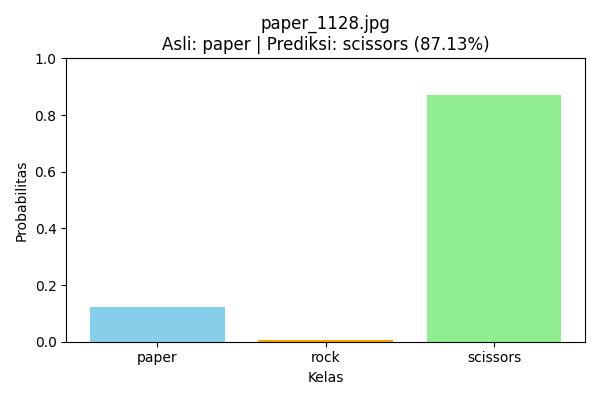 paper_1128.jpg
Asli: paper | Prediksi: scissors (87.13%)
1.0
0.8
0.6
0.4
0.2
0.0
Probabilitas
paper rock scissors
Kelas